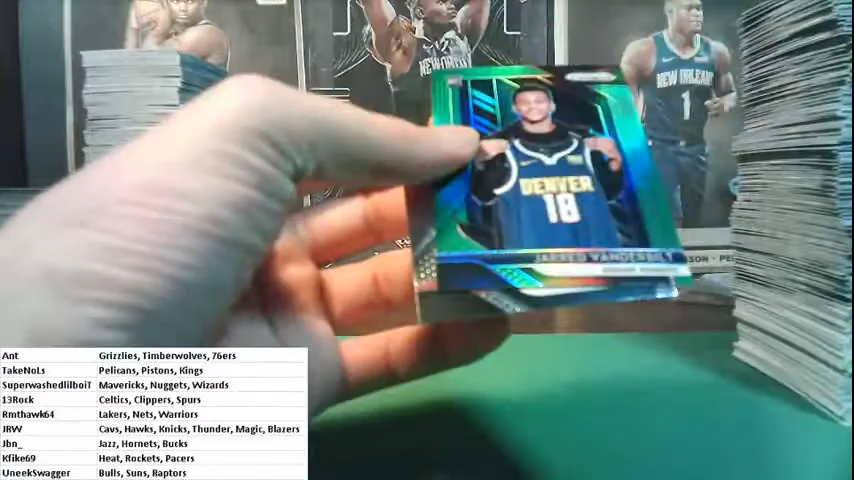 NEW ORLEANS
NEW ORLEANS
1
PRIZM
DENVER
18
JARRED VANDERBILT
Ant Grizzlies, Timberwolves, 76ers
TakeNoLs Pelicans, Pistons, Kings
SuperwashedlilboiT Mavericks, Nuggets, Wizards
13Rock Celtics, Clippers, Spurs
Rmthawk64 Lakers, Nets, Warriors
JRW Cavs, Hawks, Knicks, Thunder, Magic, Blazers
Jbn_ Jazz, Hornets, Bucks
Kfike69 Heat, Rockets, Pacers
UneekSwagger Bulls, Suns, Raptors